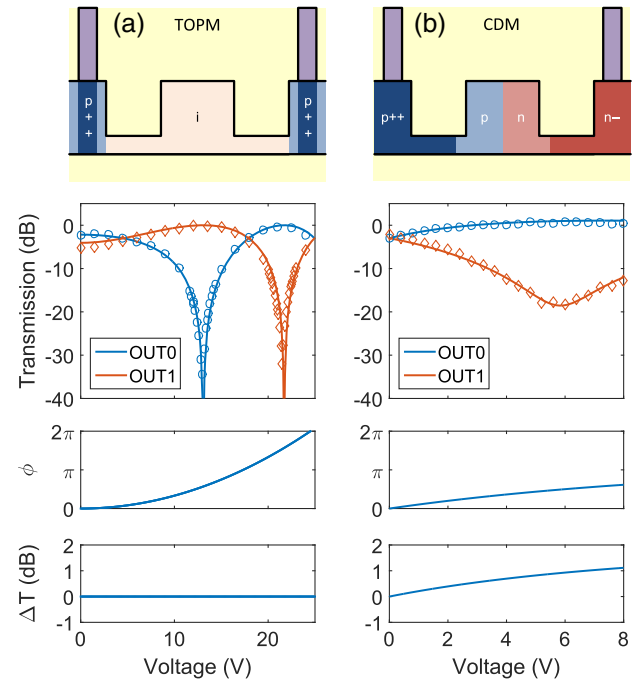 (a) TOPM
(b) CDM
p++
i
p++
p++
p
n
n−
Transmission (dB)
0
-10
-20
-30
-40
OUT0
OUT1
OUT0
OUT1
0
-10
-20
-30
-40
ϕ
2π
π
0
2π
π
0
ΔT (dB)
2
1
0
-1
2
1
0
-1
0 10 20
Voltage (V)
0 2 4 6 8
Voltage (V)